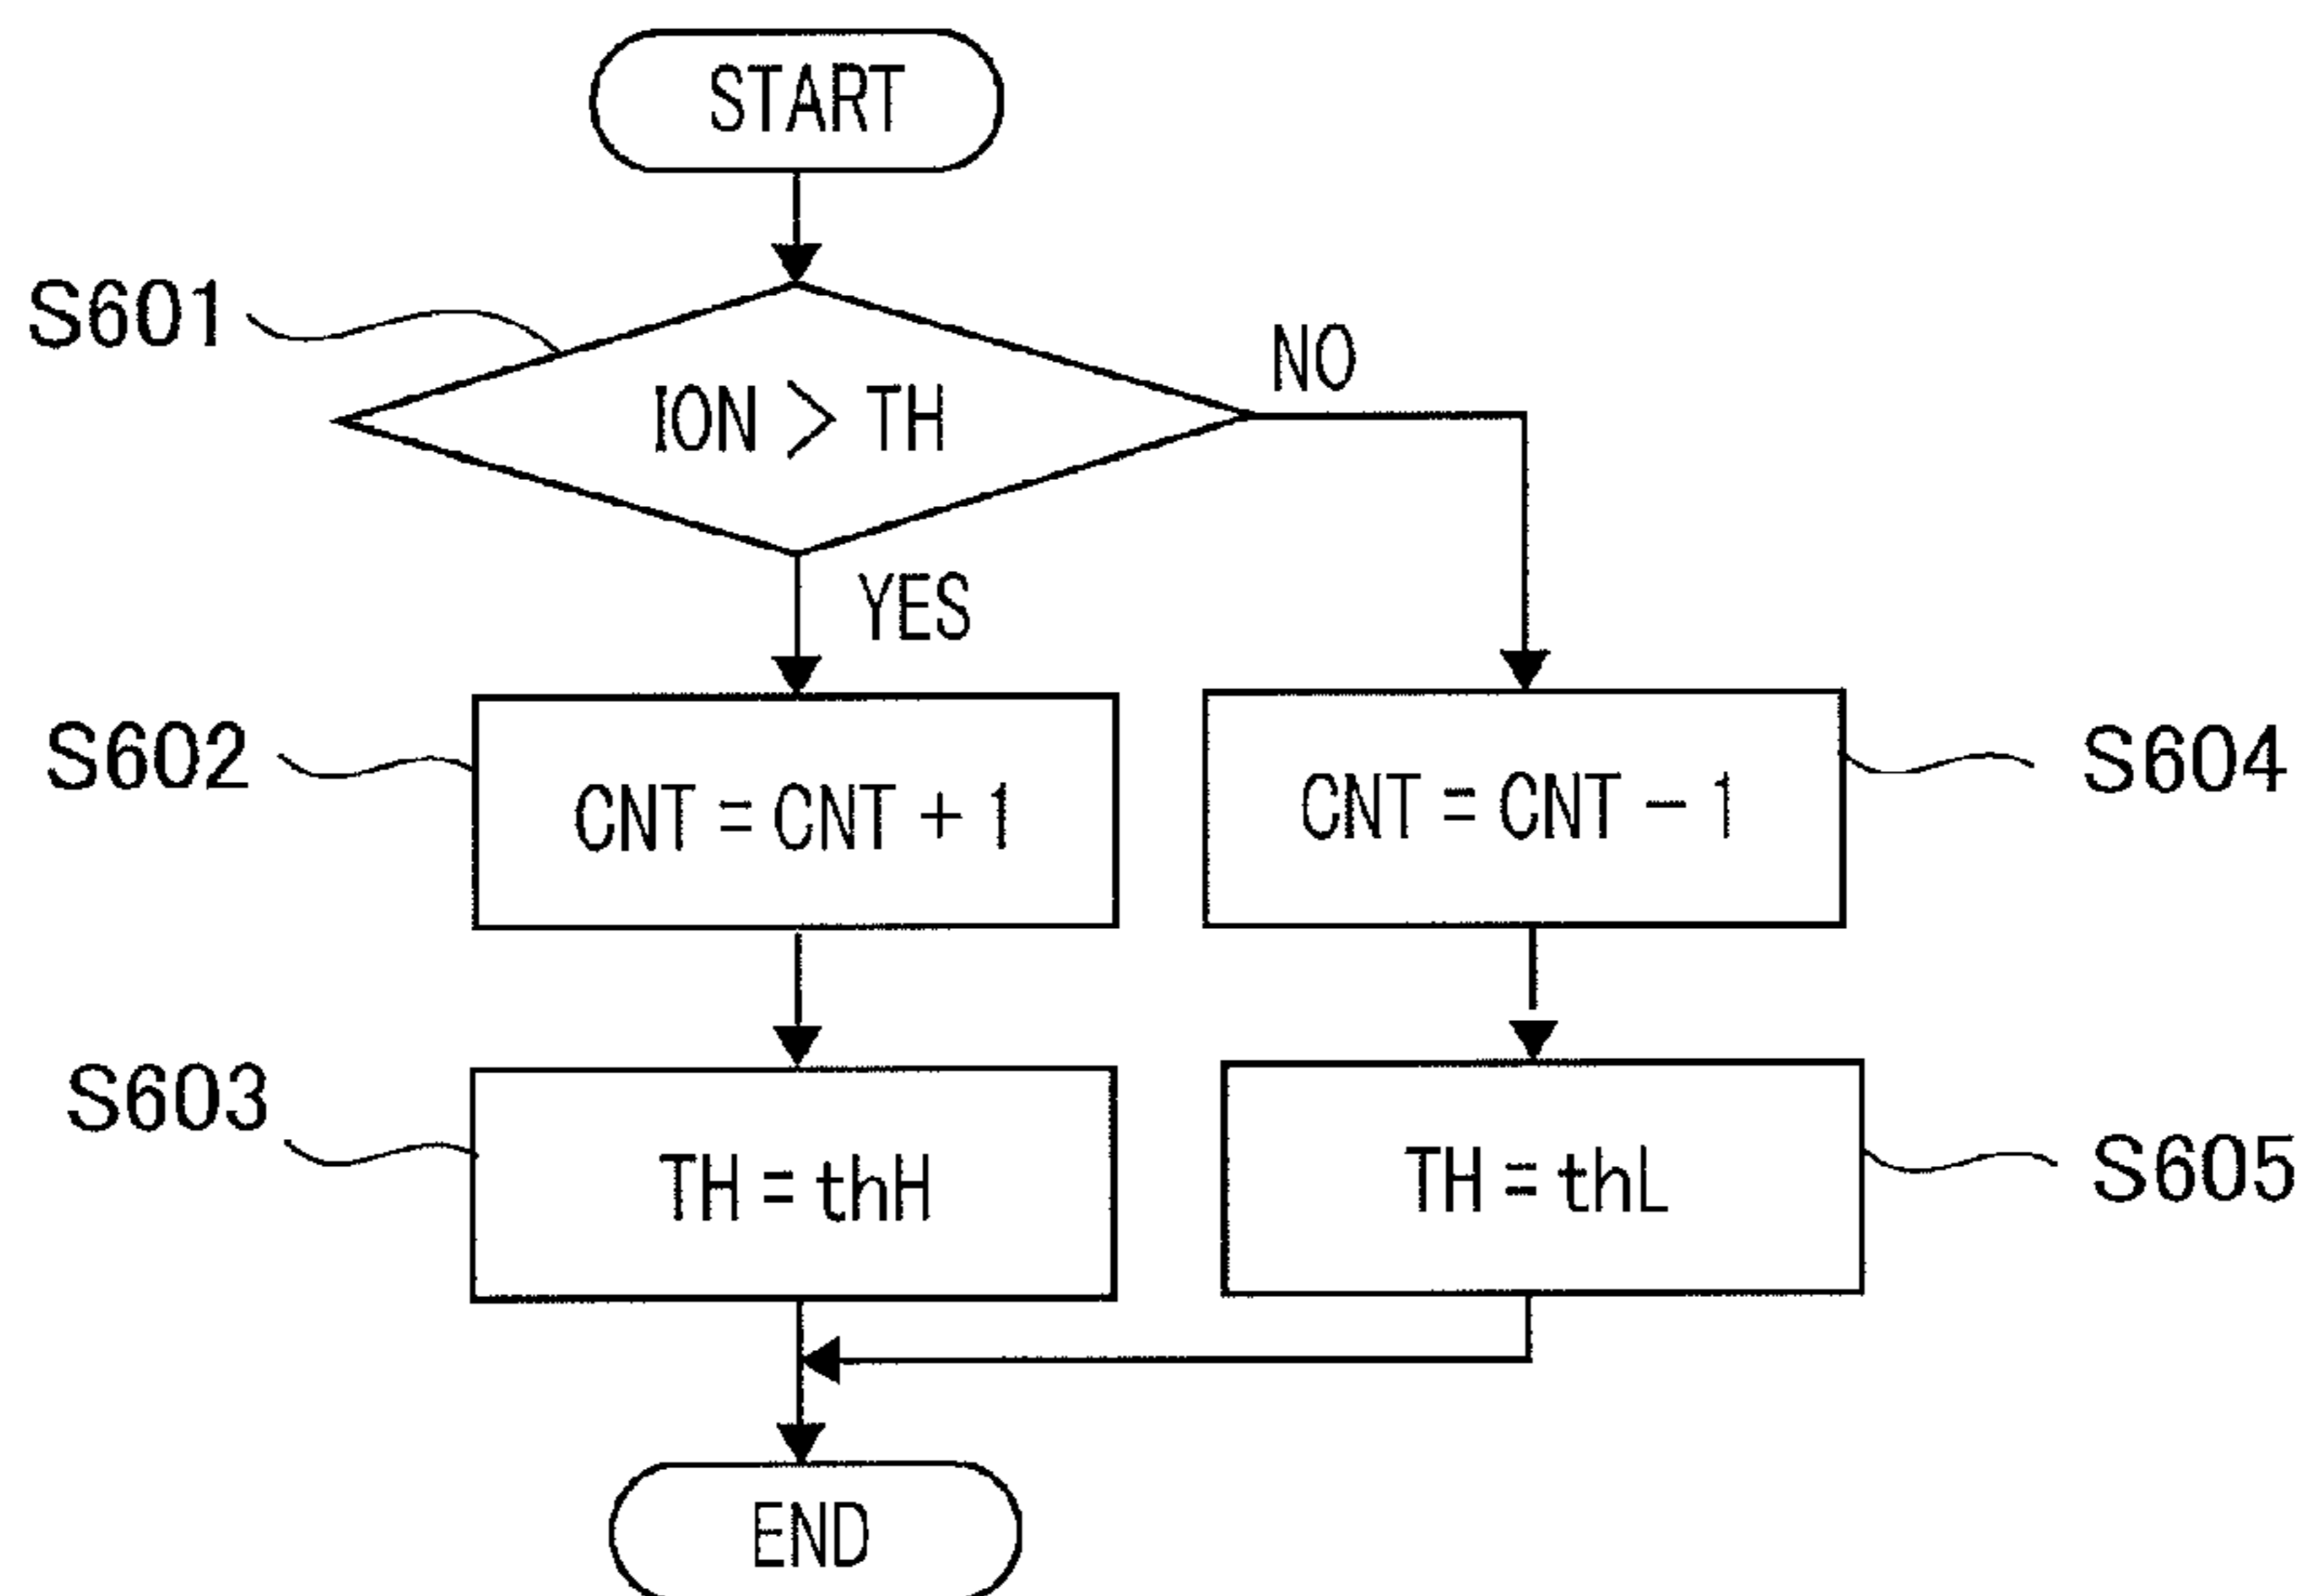 START
S601
ION > TH
NO
YES
S602
CNT = CNT + 1
CNT = CNT - 1
S604
S603
TH = thH
TH = thL
S605
END